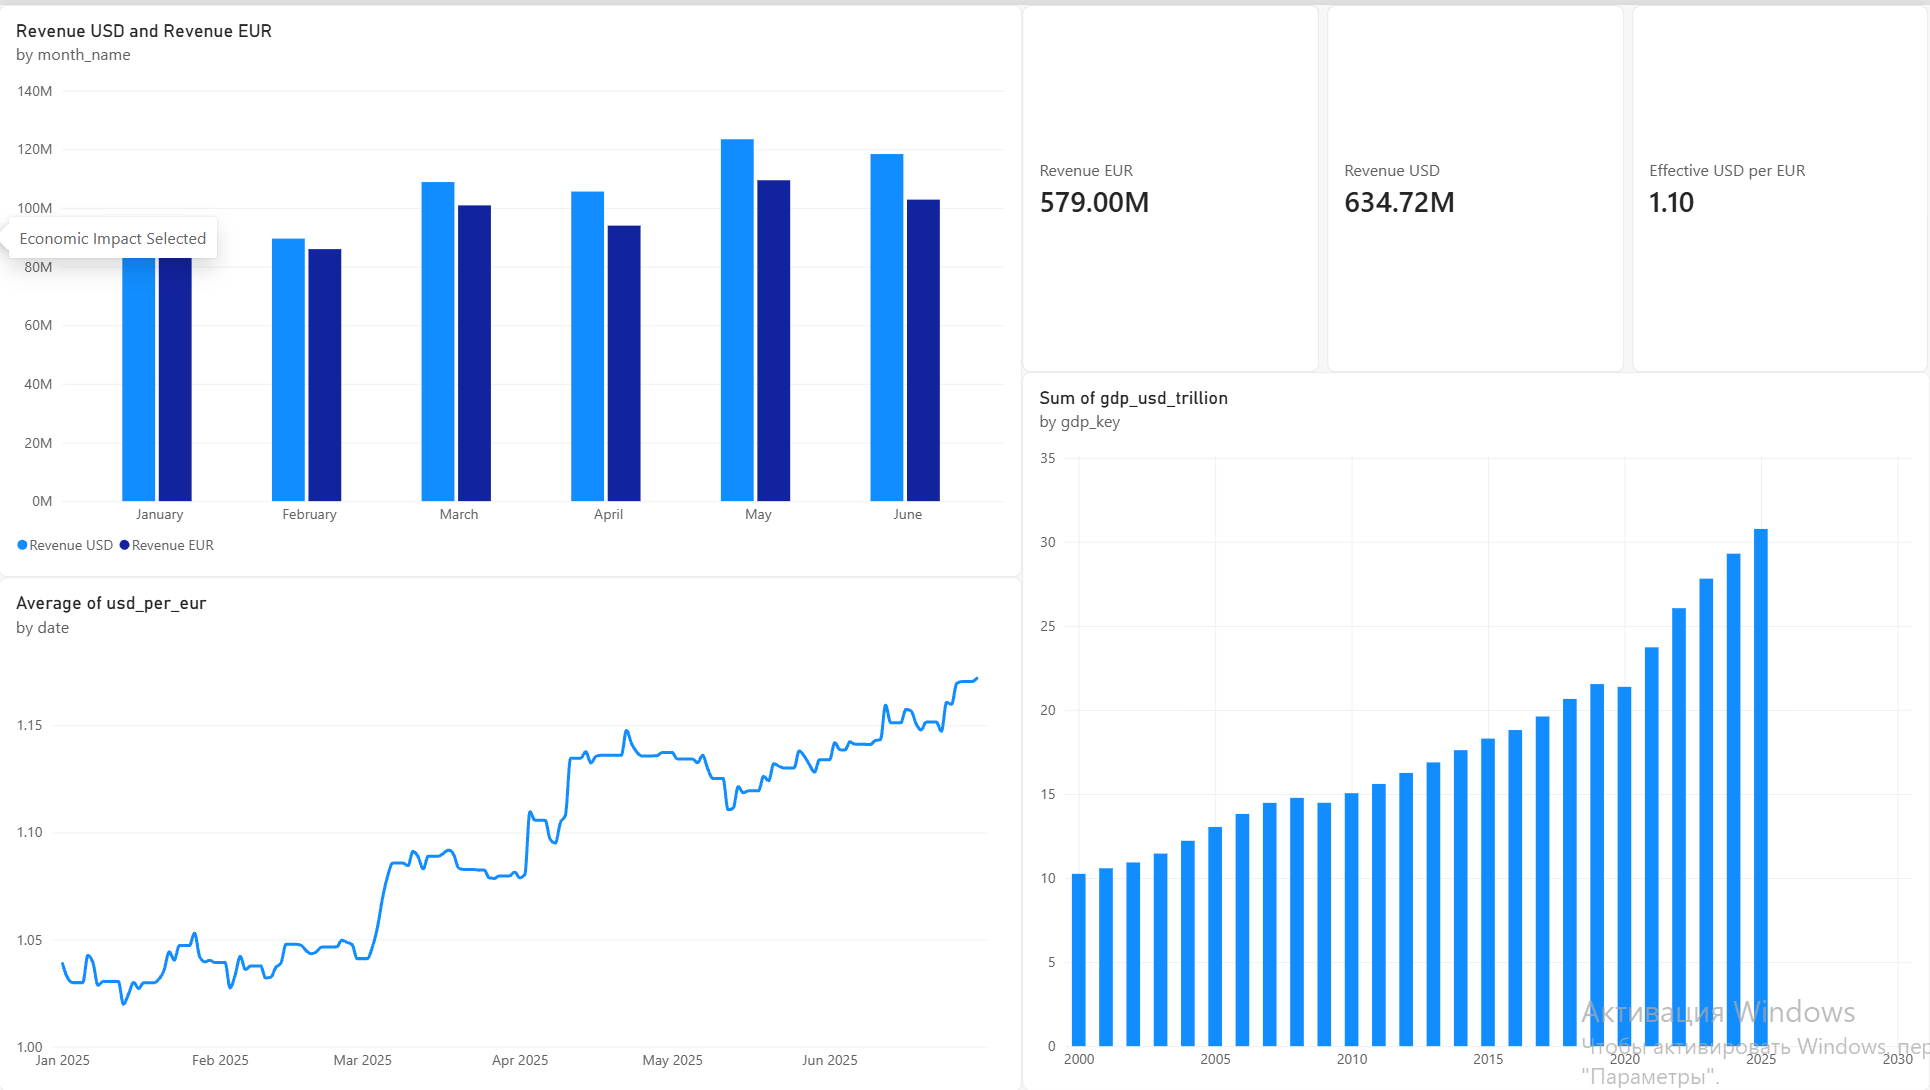 Revenue USD and Revenue EUR
by month_name
140M
120M
100M
80M
60M
40M
20M
0M
Economic Impact Selected
January February March April May June
Revenue USD Revenue EUR
Revenue EUR
579.00M
Revenue USD
634.72M
Effective USD per EUR
1.10
Average of usd_per_eur
by date
1.15
1.10
1.05
1.00
Jan 2025 Feb 2025 Mar 2025 Apr 2025 May 2025 Jun 2025
Sum of gdp_usd_trillion
by gdp_key
35
30
25
20
15
10
5
0
2000 2005 2010 2015 2020 2025 2030
Активация Windows
Чтобы активировать Windows, пер
"Параметры".